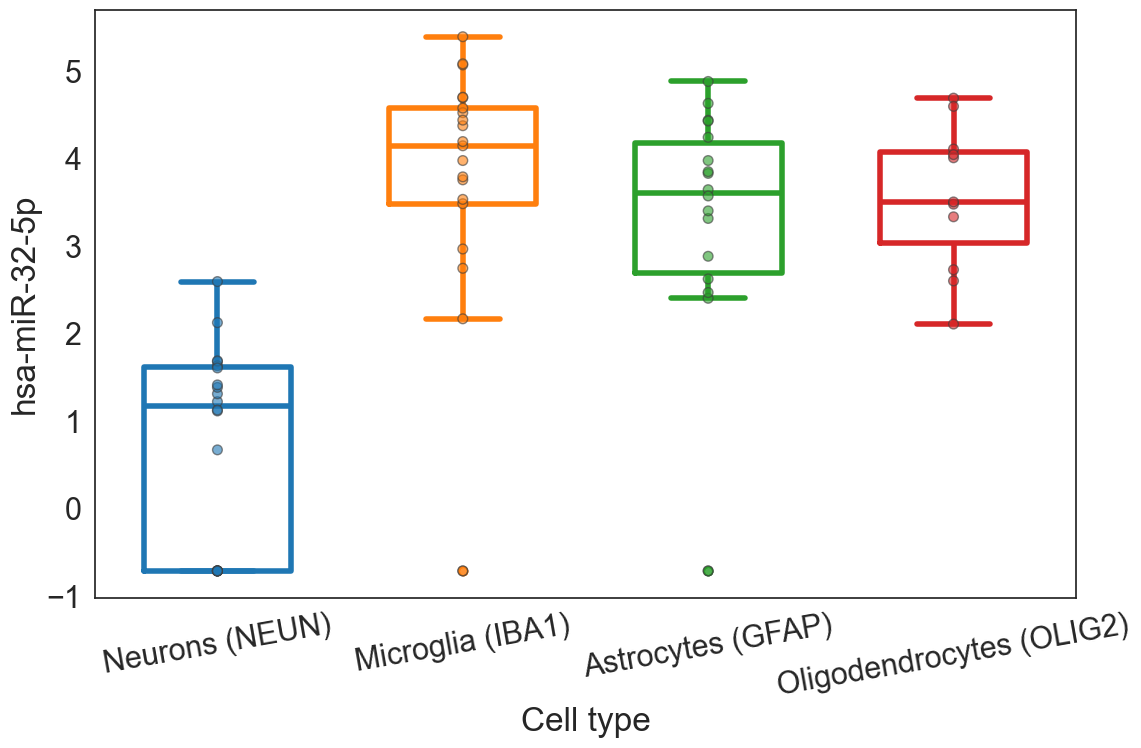 hsa-miR-32-5p
5
4
3
2
1
0
−1
Neurons (NEUN)
Microglia (IBA1)
Astrocytes (GFAP)
Oligodendrocytes (OLIG2)
Cell type